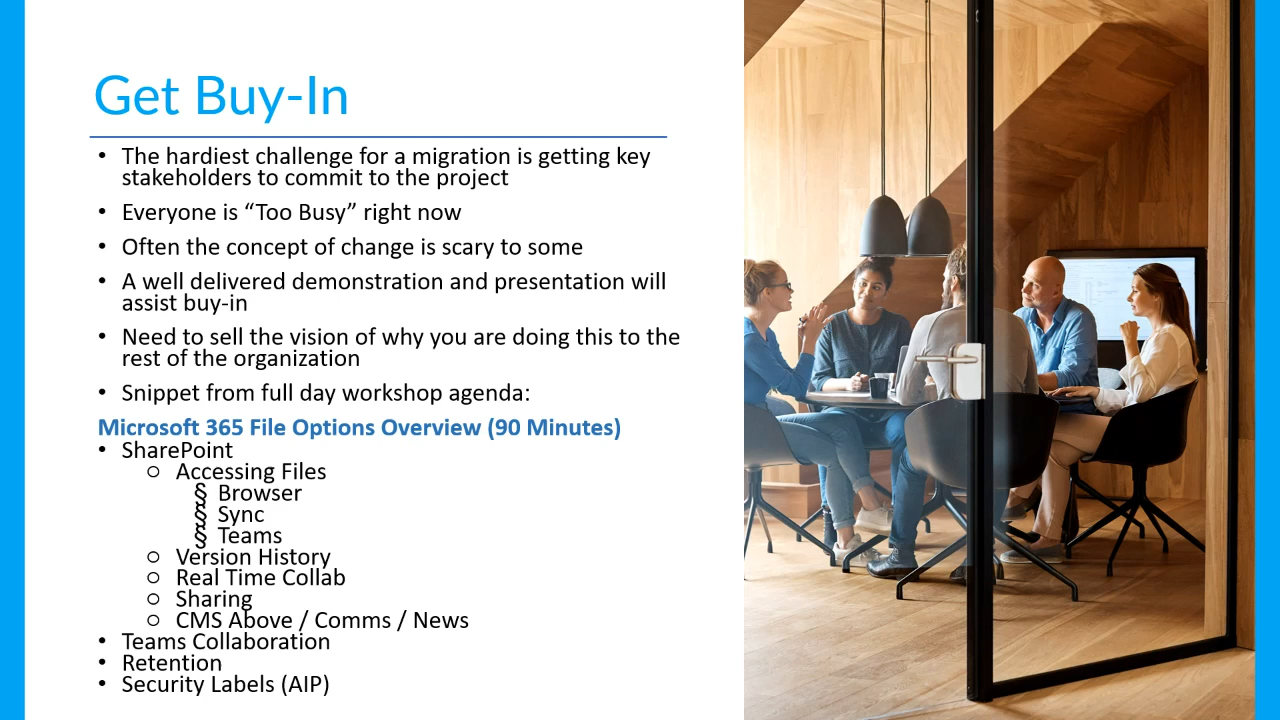 Get Buy-In
• The hardiest challenge for a migration is getting key
stakeholders to commit to the project
• Everyone is “Too Busy” right now
• Often the concept of change is scary to some
• A well delivered demonstration and presentation will
assist buy-in
• Need to sell the vision of why you are doing this to the
rest of the organization
• Snippet from full day workshop agenda:
Microsoft 365 File Options Overview (90 Minutes)
• SharePoint
○ Accessing Files
§ Browser
§ Sync
§ Teams
○ Version History
○ Real Time Collab
○ Sharing
○ CMS Above / Comms / News
• Teams Collaboration
• Retention
• Security Labels (AIP)